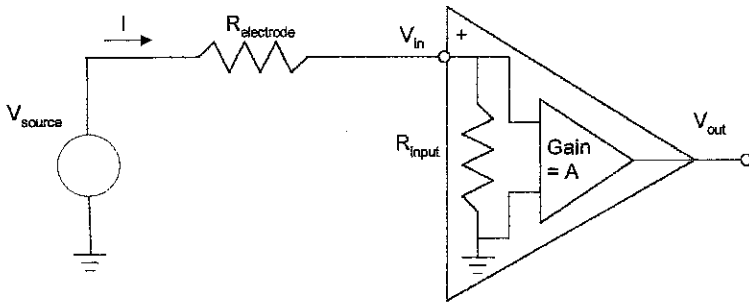 I
R_electrode
V_in
+
V_source
R_input
Gain
= A
V_out